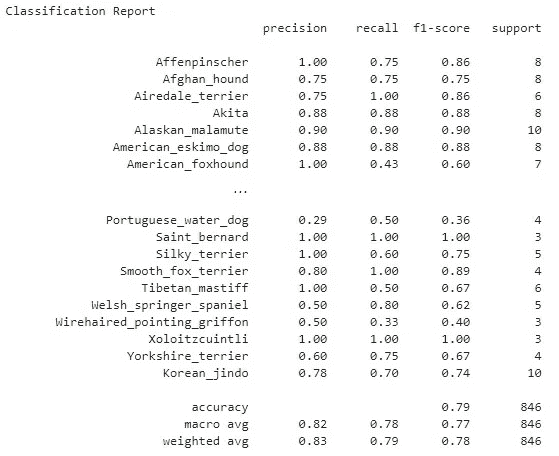 Classification Report
precision recall f1-score support
Affenpinscher 1.00 0.75 0.86 8
Afghan_hound 0.75 0.75 0.75 8
Airedale_terrier 0.75 1.00 0.86 6
Akita 0.88 0.88 0.88 8
Alaskan_malamute 0.90 0.90 0.90 10
American_eskimo_dog 0.88 0.88 0.88 8
American_foxhound 1.00 0.43 0.60 7
...
Portuguese_water_dog 0.29 0.50 0.36 4
Saint_bernard 1.00 1.00 1.00 3
Silky_terrier 1.00 0.60 0.75 5
Smooth_fox_terrier 0.80 1.00 0.89 4
Tibetan_mastiff 1.00 0.50 0.67 6
Welsh_springer_spaniel 0.50 0.80 0.62 5
Wirehaired_pointing_griffon 0.50 0.33 0.40 3
Xoloitzcuintli 1.00 1.00 1.00 3
Yorkshire_terrier 0.60 0.75 0.67 4
Korean_jindo 0.78 0.70 0.74 10
accuracy 0.79 846
macro avg 0.82 0.78 0.77 846
weighted avg 0.83 0.79 0.78 846